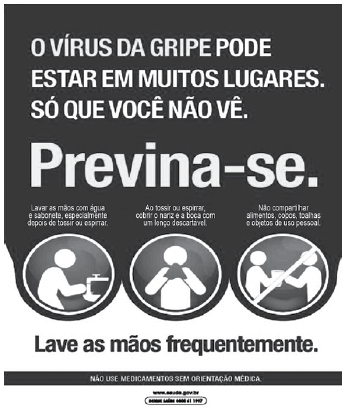 O VÍRUS DA GRIPE PODE
ESTAR EM MUITOS LUGARES.
SÓ QUE VOCÊ NÃO VÊ.
Previna-se.
Lavar as mãos com água
e sabonete, especialmente
depois de tossir ou espirrar.
Ao tossir ou espirrar,
cobrir o nariz e a boca com
um lenço descartável.
Não compartilhar
alimentos, copos, toalhas
e objetos de uso pessoal.
Lave as mãos frequentemente.
NÃO USE MEDICAMENTOS SEM ORIENTAÇÃO MÉDICA.
www.saude.gov.br
DISQUE SAÚDE 0800 61 1997